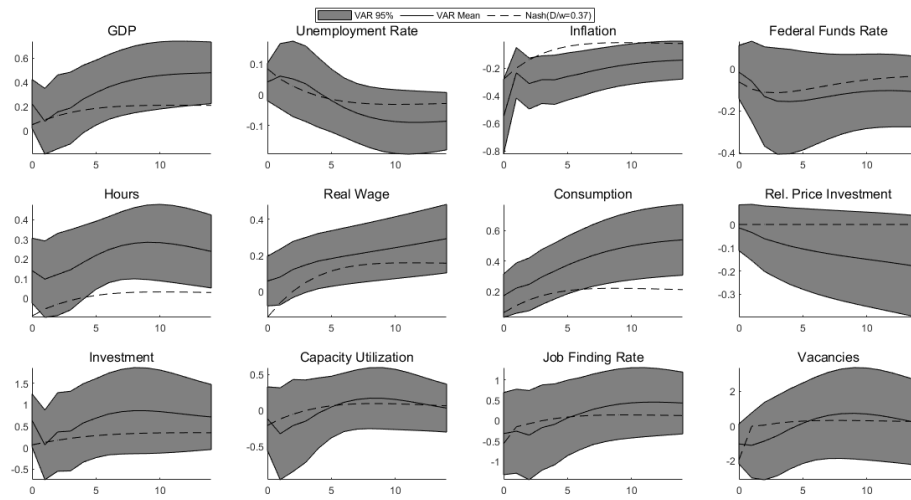 VAR 95% VAR Mean Nash(D/w=0.37)
GDP Unemployment Rate Inflation Federal Funds Rate
0.6
0.4
0.2
0
0 5 10
0.1
0
-0.1
0 5 10
-0.2
-0.4
-0.6
-0.8
0 5 10
0
-0.2
-0.4
0 5 10
Hours Real Wage Consumption Rel. Price Investment
0.4
0.3
0.2
0.1
0
0 5 10
0.4
0.2
0
0 5 10
0.6
0.4
0.2
0 5 10
0
-0.1
-0.2
-0.3
0 5 10
Investment Capacity Utilization Job Finding Rate Vacancies
1.5
1
0.5
0
-0.5
0 5 10
0.5
0
-0.5
0 5 10
1
0.5
0
-0.5
-1
0 5 10
2
0
-2
0 5 10